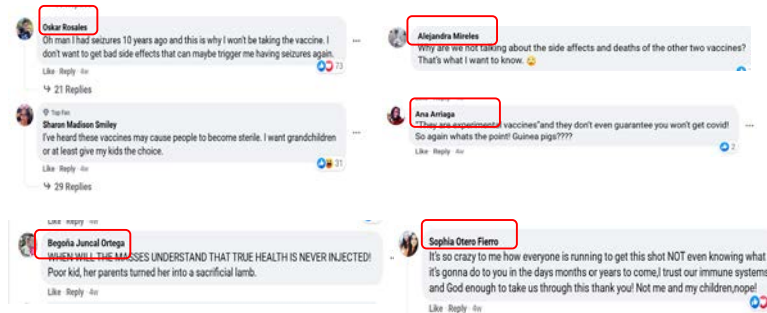 Oskar Rosales
Oh man I had seizures 10 years ago and this is why I won't be taking the vaccine. I
don't want to get bad side effects that can maybe trigger me having seizures again.
73
Like Reply 4w
21 Replies
Top Fan
Sharon Madison Smiley
I've heard these vaccines may cause people to become sterile. I want grandchildren
or at least give my kids the choice.
31
Like Reply 4w
29 Replies
Like Reply 4w
Begoña Juncal Ortega
WHEN WILL THE MASSES UNDERSTAND THAT TRUE HEALTH IS NEVER INJECTED!
Poor kid, her parents turned her into a sacrificial lamb.
Like Reply 4w
Alejandra Mireles
Why are we not talking about the side affects and deaths of the other two vaccines?
That's what I want to know.
Ana Arriaga
"They are experimental vaccines"and they don't even guarantee you won't get covid!
So again whats the point! Guinea pigs????
2
Like Reply 4w
Sophia Otero Fierro
It's so crazy to me how everyone is running to get this shot NOT even knowing what
it's gonna do to you in the days months or years to come,I trust our immune systems
and God enough to take us through this thank you! Not me and my children,nope!
Like Reply 4w